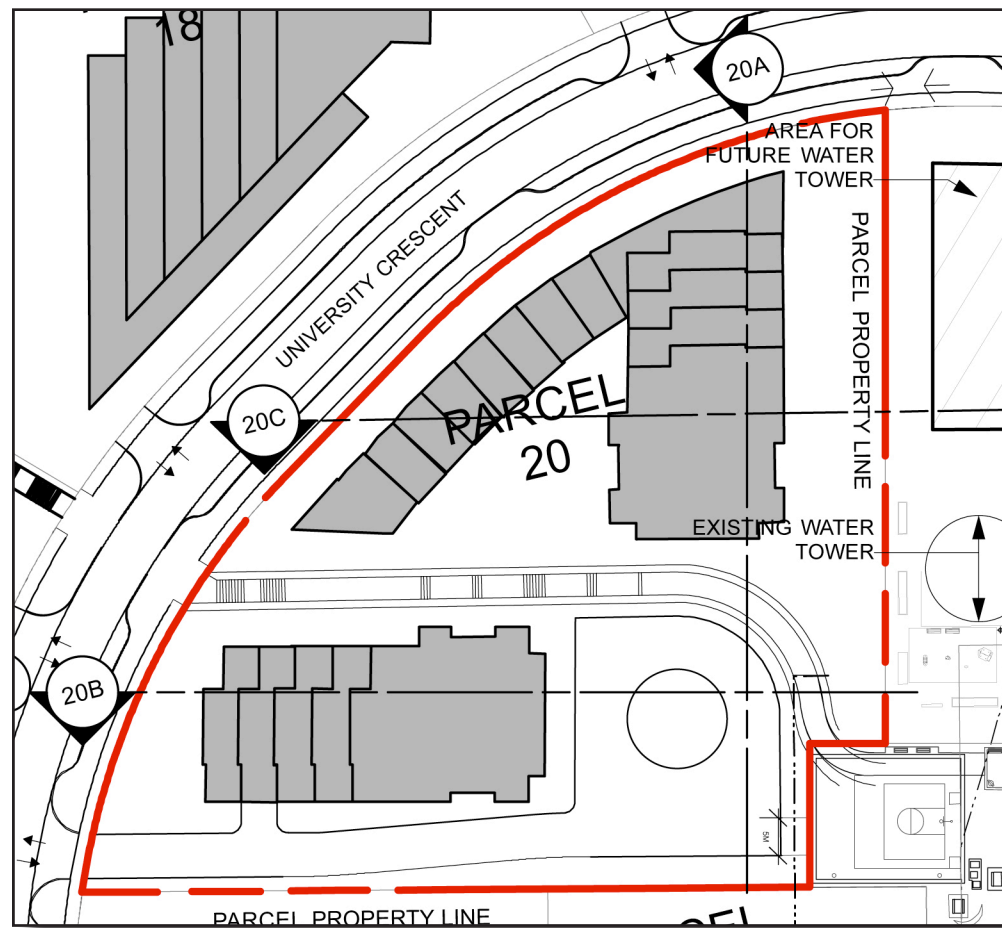 18
20A
AREA FOR
FUTURE WATER
TOWER
UNIVERSITY CRESCENT
PARCEL PROPERTY LINE
20C
PARCEL
20
EXISTING WATER
TOWER
20B
5M
PARCEL PROPERTY LINE